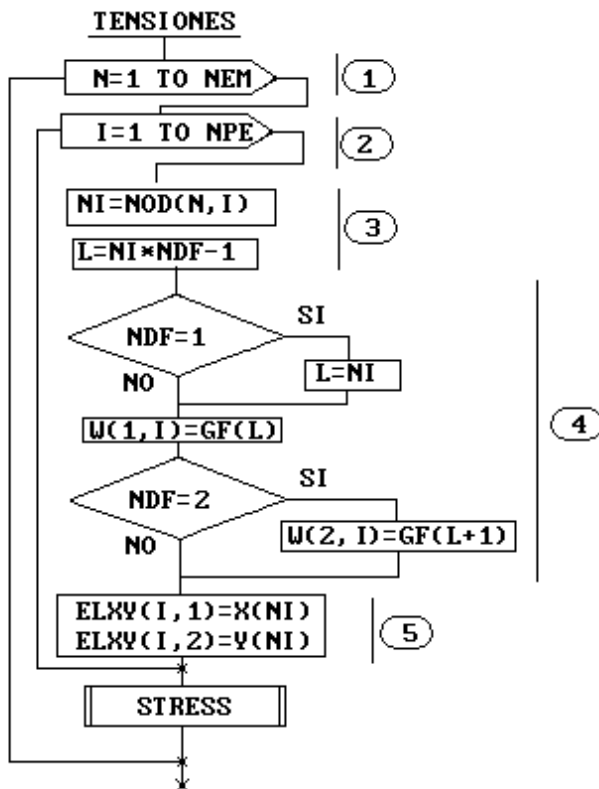 TENSIONES
N=1 TO NEM
1
I=1 TO NPE
2
NI=NOD(N,I)
3
L=NI*NDF-1
SI
NDF=1
NO
L=NI
4
W(1,I)=GF(L)
SI
NDF=2
NO
W(2,I)=GF(L+1)
ELXY(I,1)=X(NI)
ELXY(I,2)=Y(NI)
5
STRESS